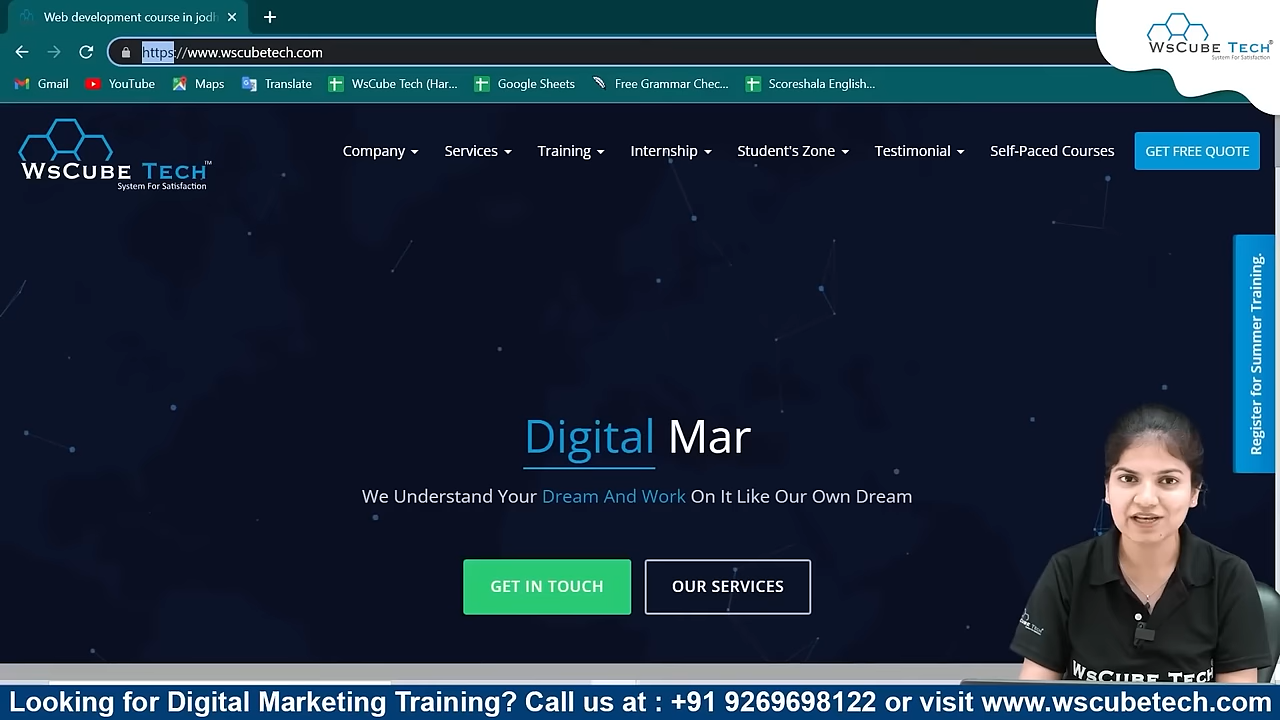 Web development course in jodh
https://www.wscubetech.com
WsCube Tech
System For Satisfaction
Gmail YouTube Maps Translate WsCube Tech (Har... Google Sheets Free Grammar Chec... Scoreshala English...
WsCube Tech™
System For Satisfaction
Company Services Training Internship Student's Zone Testimonial Self-Paced Courses GET FREE QUOTE
Register for Summer Training.
Digital Mar
We Understand Your Dream And Work On It Like Our Own Dream
GET IN TOUCH OUR SERVICES
WsCube Tech
Looking for Digital Marketing Training? Call us at : +91 9269698122 or visit www.wscubetech.com